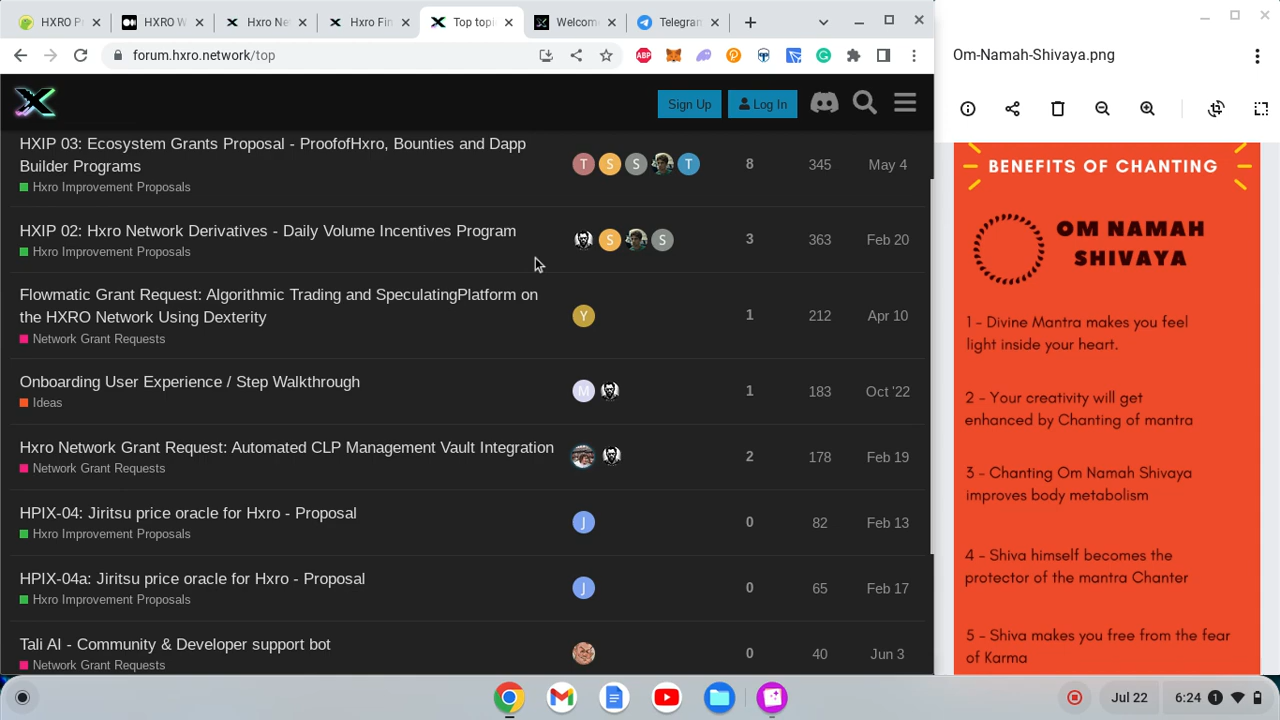 HXRO P
HXRO W
Hxro Ne
Hxro Fin
Top topi
Welcome
Telegran
forum.hxro.network/top
Sign Up
Log In
HXIP 03: Ecosystem Grants Proposal - ProofofHxro, Bounties and Dapp
Builder Programs
Hxro Improvement Proposals
T S S T 8 345 May 4
HXIP 02: Hxro Network Derivatives - Daily Volume Incentives Program
Hxro Improvement Proposals
S S 3 363 Feb 20
Flowmatic Grant Request: Algorithmic Trading and SpeculatingPlatform on
the HXRO Network Using Dexterity
Network Grant Requests
Y 1 212 Apr 10
Onboarding User Experience / Step Walkthrough
Ideas
M 1 183 Oct '22
Hxro Network Grant Request: Automated CLP Management Vault Integration
Network Grant Requests
2 178 Feb 19
HPIX-04: Jiritsu price oracle for Hxro - Proposal
Hxro Improvement Proposals
J 0 82 Feb 13
HPIX-04a: Jiritsu price oracle for Hxro - Proposal
Hxro Improvement Proposals
J 0 65 Feb 17
Tali AI - Community & Developer support bot
Network Grant Requests
0 40 Jun 3
Om-Namah-Shivaya.png
BENEFITS OF CHANTING
OM NAMAH
SHIVAYA
1 - Divine Mantra makes you feel
light inside your heart.
2 - Your creativity will get
enhanced by Chanting of mantra
3 - Chanting Om Namah Shivaya
improves body metabolism
4 - Shiva himself becomes the
protector of the mantra Chanter
5 - Shiva makes you free from the fear
of Karma
Jul 22
6:24
1